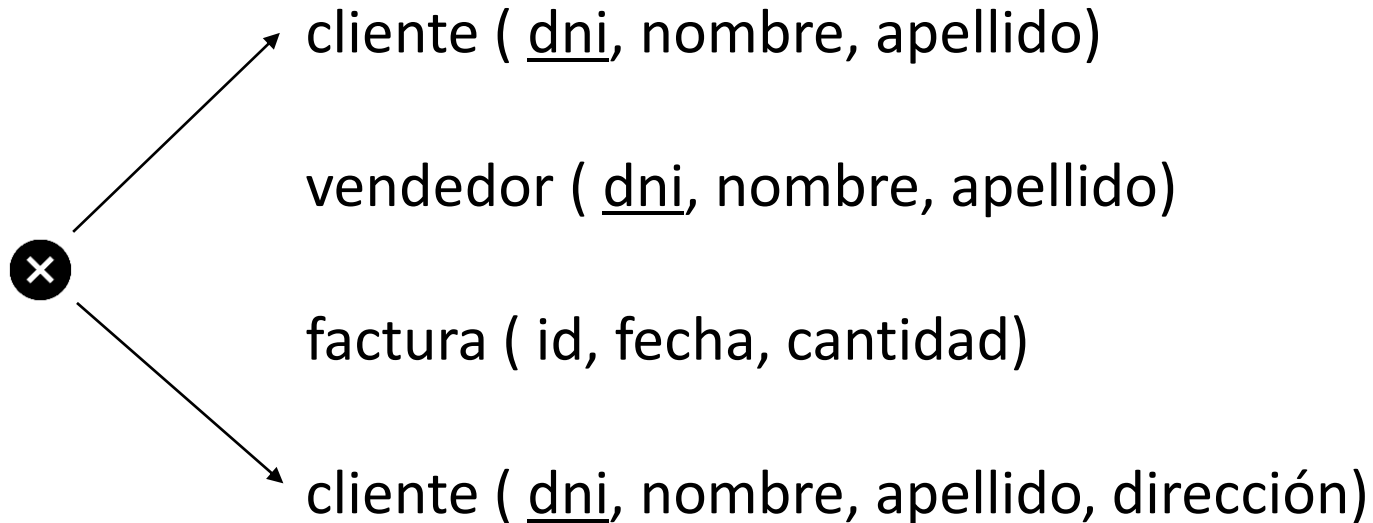 cliente ( dni, nombre, apellido)
vendedor ( dni, nombre, apellido)
factura ( id, fecha, cantidad)
cliente ( dni, nombre, apellido, dirección)